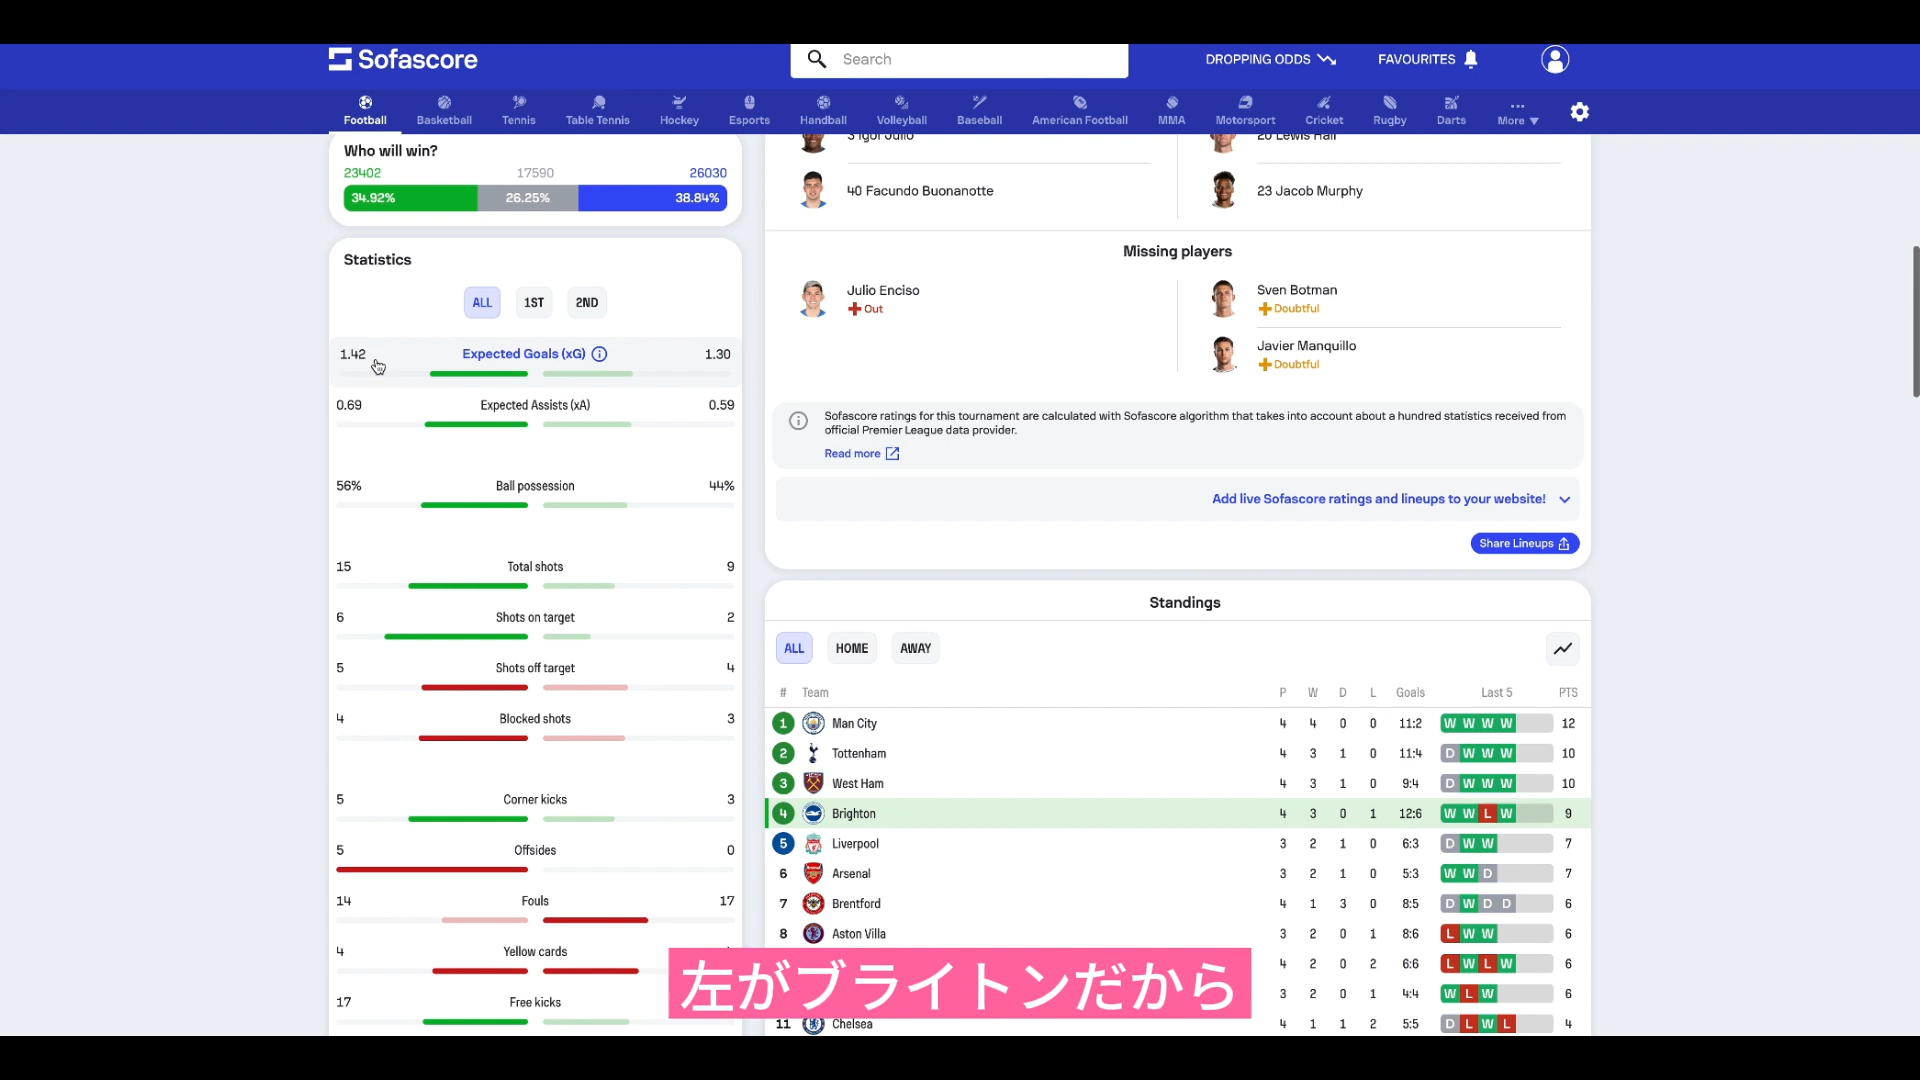 Sofascore
Search
DROPPING ODDS
FAVOURITES
Football
Basketball
Tennis
Table Tennis
Hockey
Esports
Handball
Volleyball
Baseball
American Football
MMA
Motorsport
Cricket
Rugby
Darts
More
Who will win?
23402 17590 26030
34.92% 26.25% 38.84%
Statistics
ALL 1ST 2ND
1.42 Expected Goals (xG) 1.30
0.69 Expected Assists (xA) 0.59
56% Ball possession 44%
15 Total shots 9
6 Shots on target 2
5 Shots off target 4
4 Blocked shots 3
5 Corner kicks 3
5 Offsides 0
14 Fouls 17
4 Yellow cards
17 Free kicks
3 Igor Julio
20 Lewis Hall
40 Facundo Buonanotte
23 Jacob Murphy
Missing players
Julio Enciso
Out
Sven Botman
Doubtful
Javier Manquillo
Doubtful
Sofascore ratings for this tournament are calculated with Sofascore algorithm that takes into account about a hundred statistics received from
official Premier League data provider.
Read more
Add live Sofascore ratings and lineups to your website!
Share Lineups
Standings
ALL HOME AWAY
# Team P W D L Goals Last 5 PTS
1 Man City 4 4 0 0 11:2 W W W W 12
2 Tottenham 4 3 1 0 11:4 D W W W 10
3 West Ham 4 3 1 0 9:4 D W W W 10
4 Brighton 4 3 0 1 12:6 W W L W 9
5 Liverpool 3 2 1 0 6:3 D W W 7
6 Arsenal 3 2 1 0 5:3 W W D 7
7 Brentford 4 1 3 0 8:5 D W D D 6
8 Aston Villa 3 2 0 1 8:6 L W W 6
4 2 0 2 6:6 L W L W 6
3 2 0 1 4:4 W L W 6
11 Chelsea 4 1 1 2 5:5 D L W L 4
左がブライトンだから